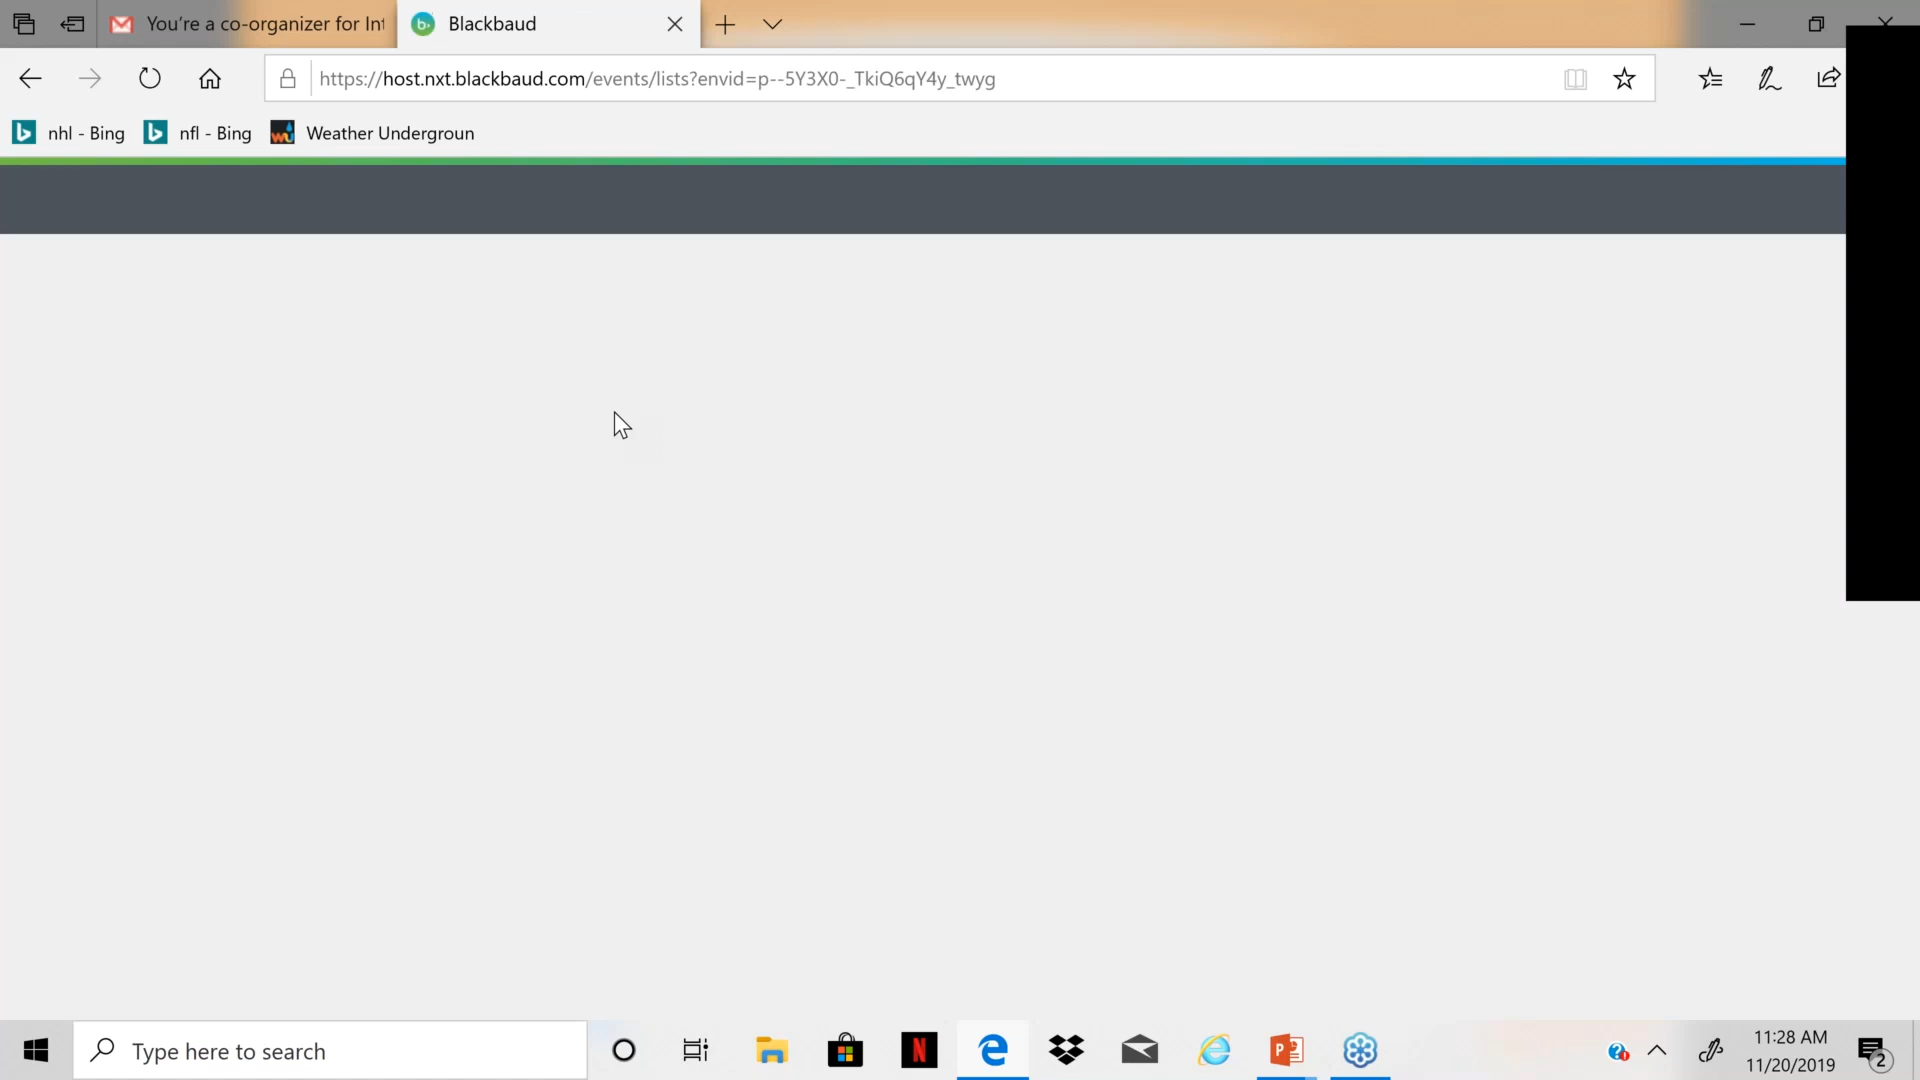 You're a co-organizer for Int
Blackbaud
https://host.nxt.blackbaud.com/events/lists?envid=p--5Y3X0-_TkiQ6qY4y_twyg
nhl - Bing
nfl - Bing
Weather Undergroun
Type here to search
11:28 AM
11/20/2019
2